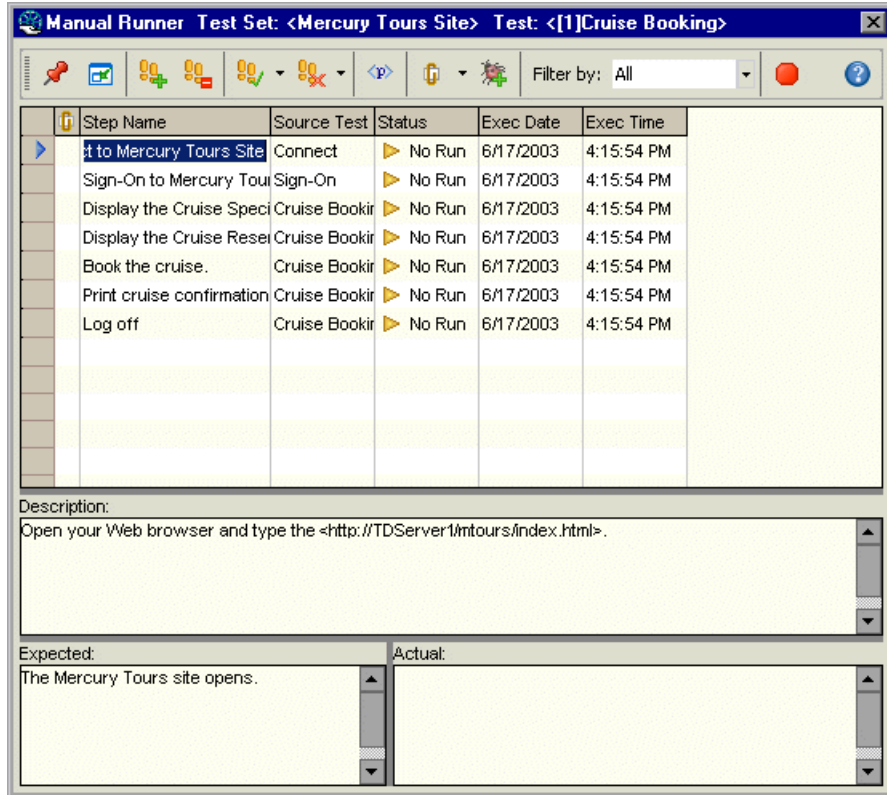 Manual Runner Test Set: <Mercury Tours Site> Test: <[1]Cruise Booking>
<P> Filter by: All ?
Step Name Source Test Status Exec Date Exec Time
t to Mercury Tours Site Connect No Run 6/17/2003 4:15:54 PM
Sign-On to Mercury Tou Sign-On No Run 6/17/2003 4:15:54 PM
Display the Cruise Speci Cruise Bookin No Run 6/17/2003 4:15:54 PM
Display the Cruise Reser Cruise Bookin No Run 6/17/2003 4:15:54 PM
Book the cruise. Cruise Bookin No Run 6/17/2003 4:15:54 PM
Print cruise confirmation Cruise Bookin No Run 6/17/2003 4:15:54 PM
Log off Cruise Bookin No Run 6/17/2003 4:15:54 PM
Description:
Open your Web browser and type the <http://TDServer1/mtours/index.html>.
Expected: Actual:
The Mercury Tours site opens.